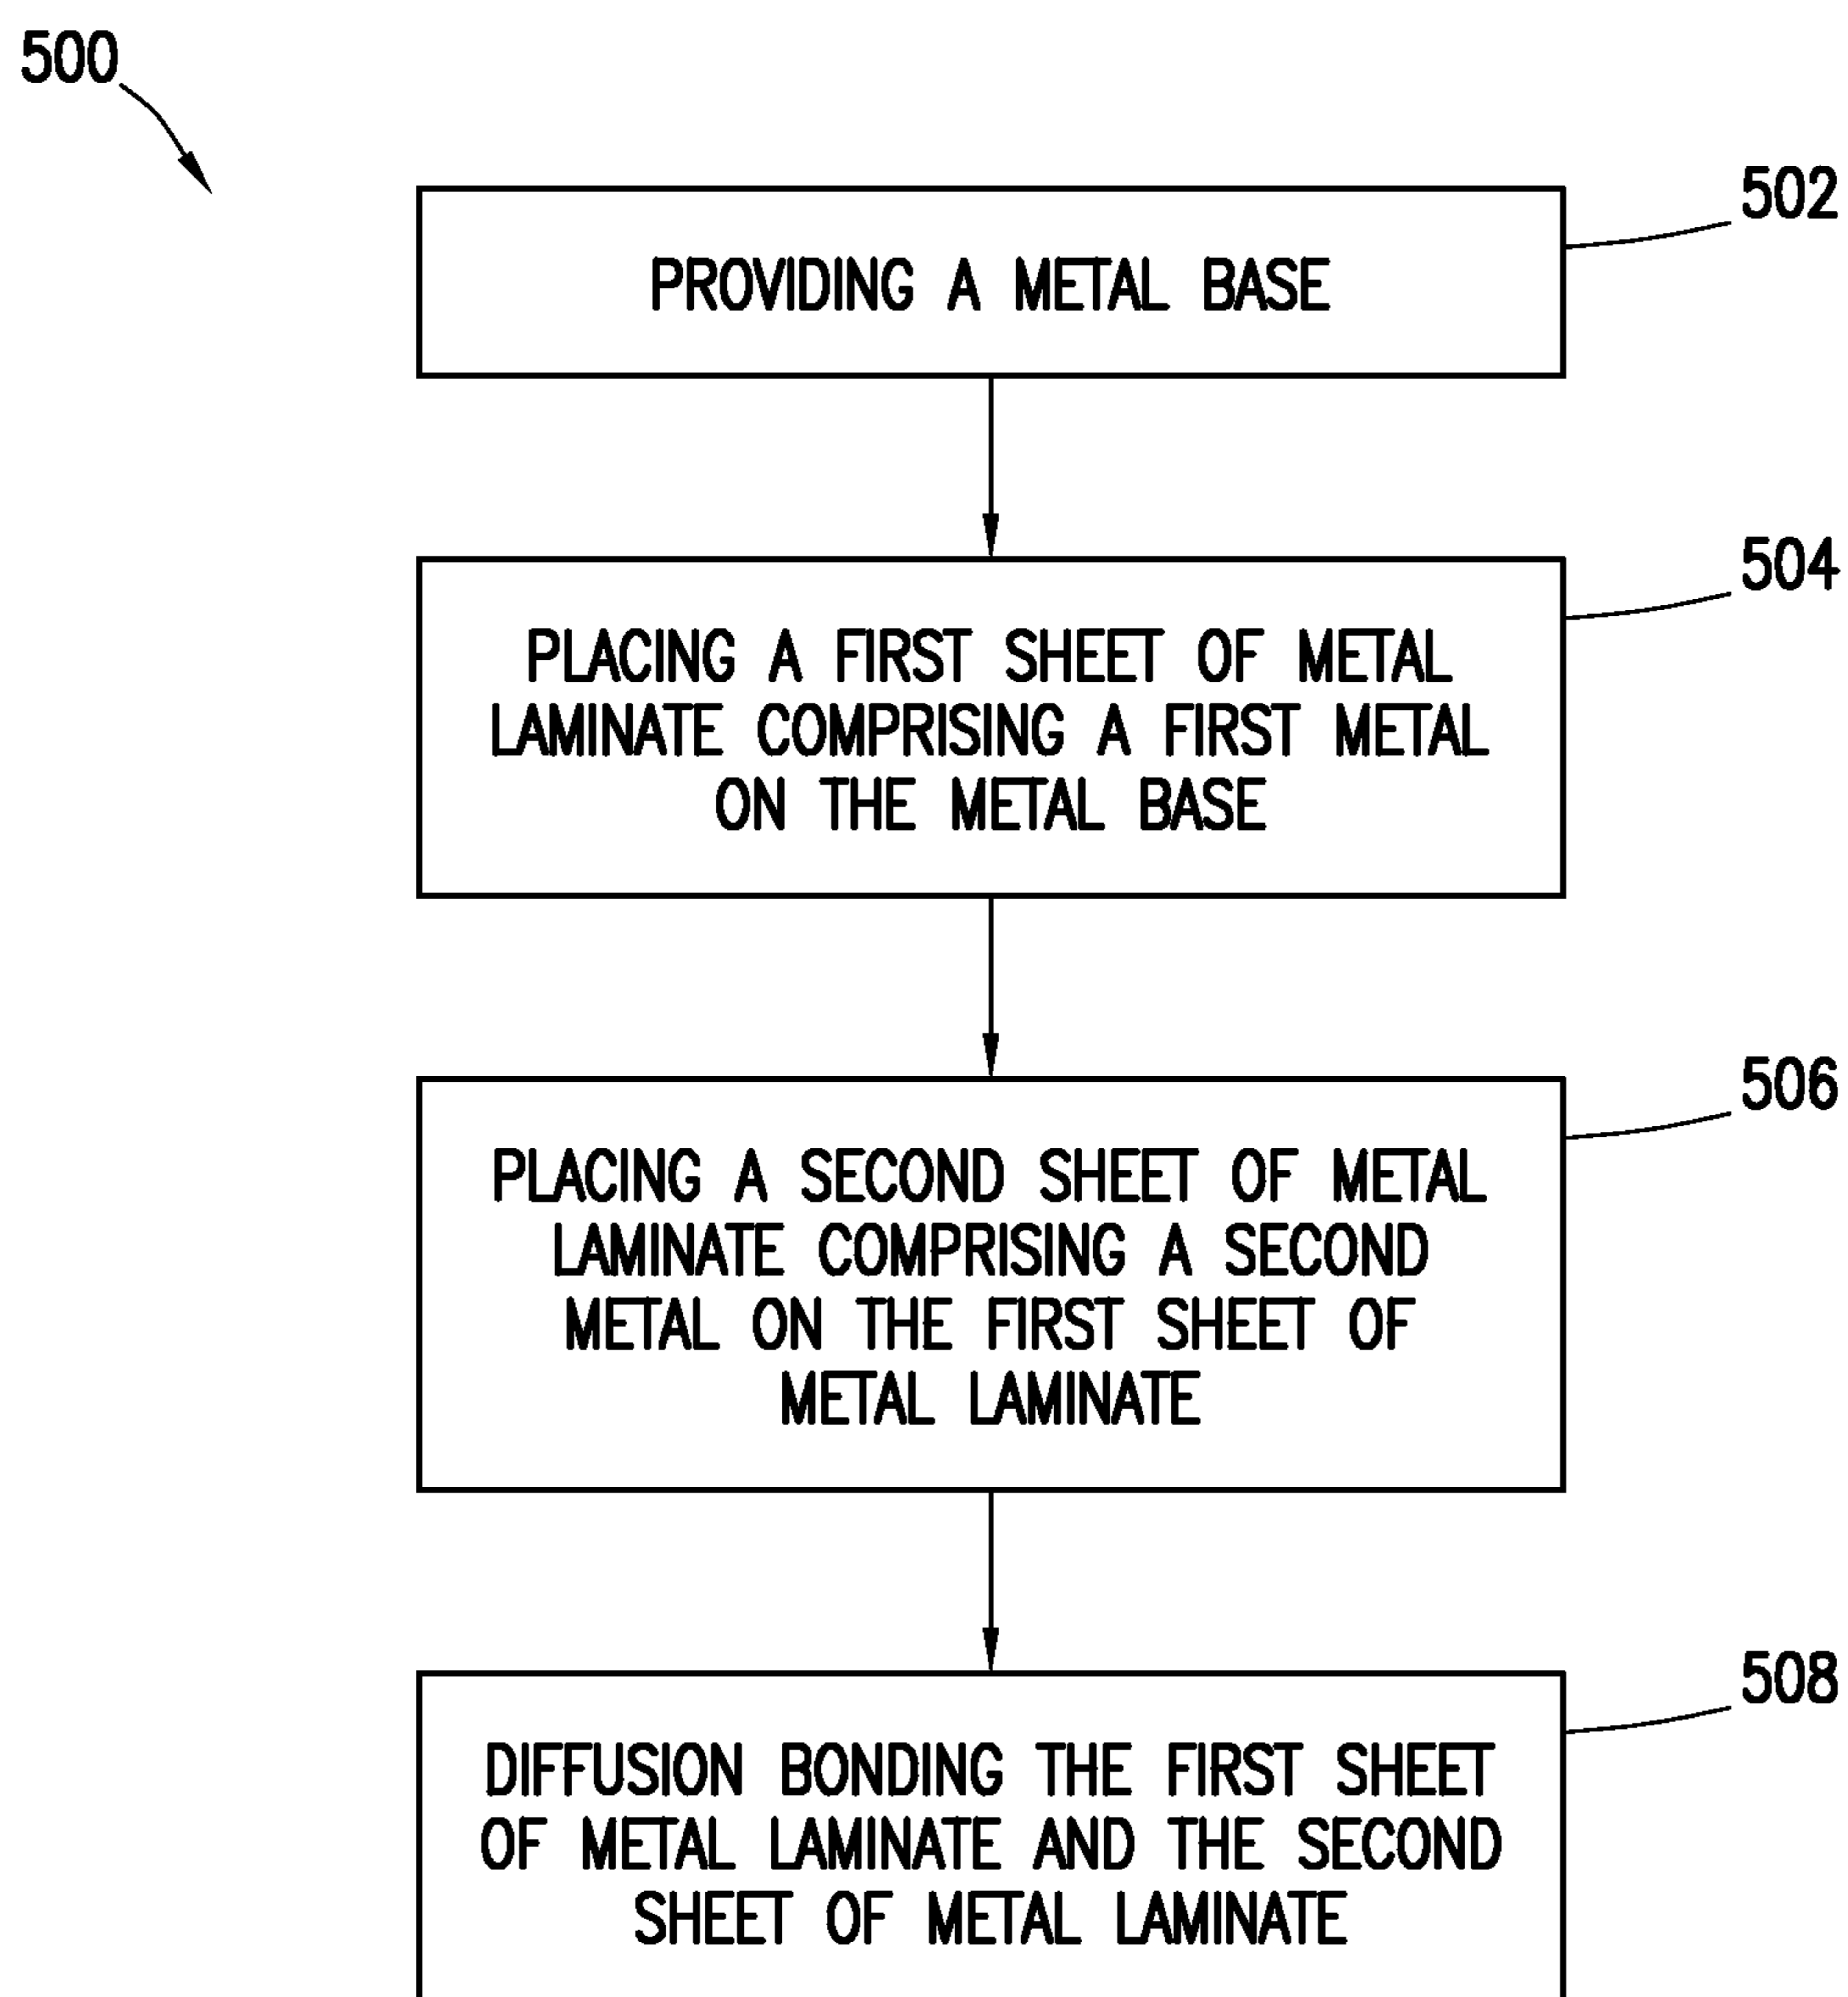 500
502
PROVIDING A METAL BASE
504
PLACING A FIRST SHEET OF METAL
LAMINATE COMPRISING A FIRST METAL
ON THE METAL BASE
506
PLACING A SECOND SHEET OF METAL
LAMINATE COMPRISING A SECOND
METAL ON THE FIRST SHEET OF
METAL LAMINATE
508
DIFFUSION BONDING THE FIRST SHEET
OF METAL LAMINATE AND THE SECOND
SHEET OF METAL LAMINATE